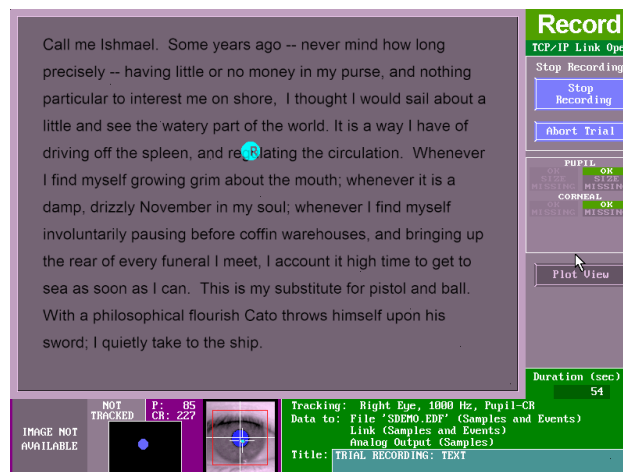 Record
TCP/IP Link Ope
Stop Recording
Stop
Recording
Abort Trial
PUPIL
OK OK
SIZE SIZE
MISSING MISSIN
CORNEAL
OK OK
MISSING MISSIN
Plot View
Duration (sec)
54
Call me Ishmael. Some years ago -- never mind how long
precisely -- having little or no money in my purse, and nothing
particular to interest me on shore, I thought I would sail about a
little and see the watery part of the world. It is a way I have of
driving off the spleen, and re R lating the circulation. Whenever
I find myself growing grim about the mouth; whenever it is a
damp, drizzly November in my soul; whenever I find myself
involuntarily pausing before coffin warehouses, and bringing up
the rear of every funeral I meet, I account it high time to get to
sea as soon as I can. This is my substitute for pistol and ball.
With a philosophical flourish Cato throws himself upon his
sword; I quietly take to the ship.
IMAGE NOT
AVAILABLE
NOT
TRACKED
P: 85
CR: 227
Tracking: Right Eye, 1000 Hz, Pupil-CR
Data to: File 'SDEMO.EDF' (Samples and Events)
Link (Samples and Events)
Analog Output (Samples)
Title: TRIAL RECORDING: TEXT